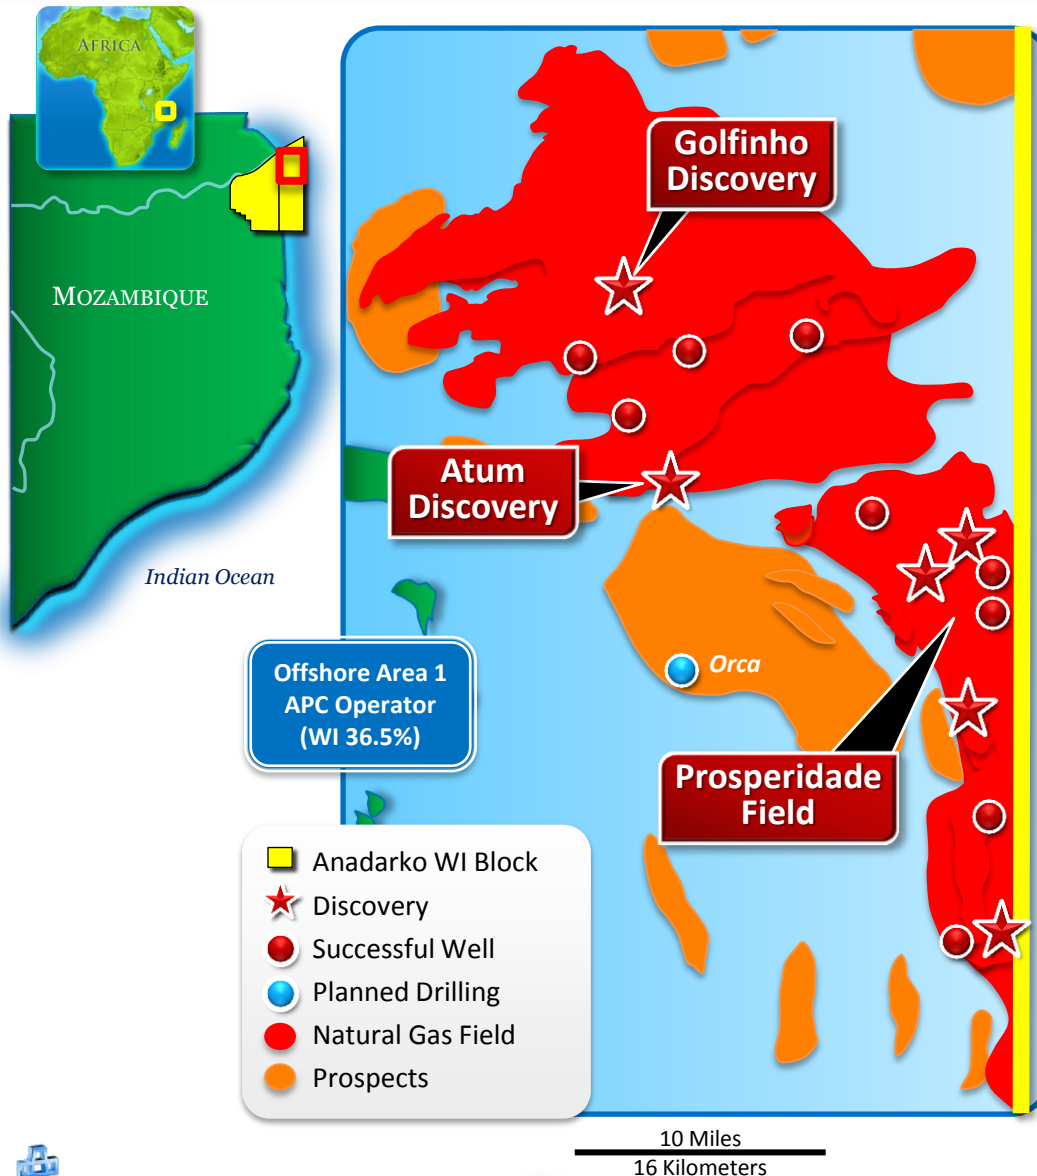 AFRICA
MOZAMBIQUE
Indian Ocean
Golfinho
Discovery
Atum
Discovery
Orca
Offshore Area 1
APC Operator
(WI 36.5%)
Prosperidade
Field
Anadarko WI Block
Discovery
Successful Well
Planned Drilling
Natural Gas Field
Prospects
10 Miles
16 Kilometers